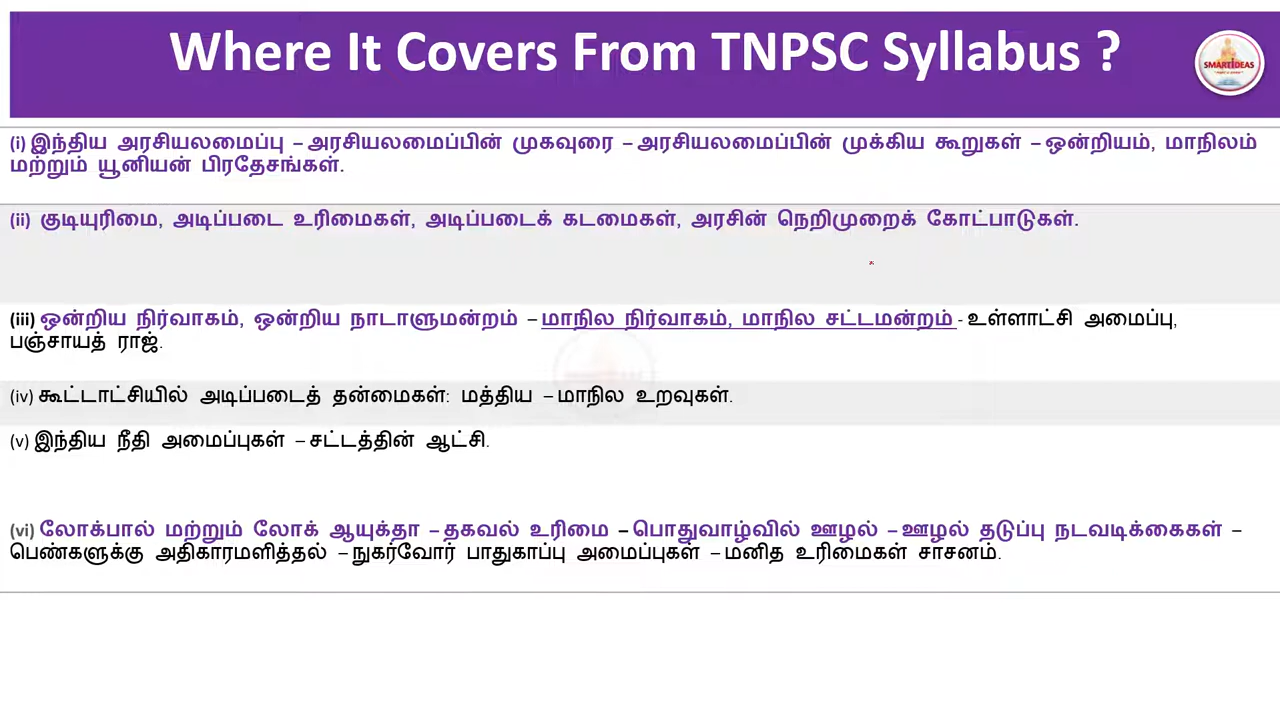 Where It Covers From TNPSC Syllabus ?
SMARTIDEAS
(i) இந்திய அரசியலமைப்பு – அரசியலமைப்பின் முகவுரை – அரசியலமைப்பின் முக்கிய கூறுகள் – ஒன்றியம், மாநிலம்
மற்றும் யூனியன் பிரதேசங்கள்.
(ii) குடியுரிமை, அடிப்படை உரிமைகள், அடிப்படைக் கடமைகள், அரசின் நெறிமுறைக் கோட்பாடுகள்.
(iii) ஒன்றிய நிர்வாகம், ஒன்றிய நாடாளுமன்றம் – மாநில நிர்வாகம், மாநில சட்டமன்றம் - உள்ளாட்சி அமைப்பு,
பஞ்சாயத் ராஜ்.
(iv) கூட்டாட்சியில் அடிப்படைத் தன்மைகள்: மத்திய – மாநில உறவுகள்.
(v) இந்திய நீதி அமைப்புகள் – சட்டத்தின் ஆட்சி.
(vi) லோக்பால் மற்றும் லோக் ஆயுக்தா – தகவல் உரிமை – பொதுவாழ்வில் ஊழல் – ஊழல் தடுப்பு நடவடிக்கைகள் –
பெண்களுக்கு அதிகாரமளித்தல் – நுகர்வோர் பாதுகாப்பு அமைப்புகள் – மனித உரிமைகள் சாசனம்.